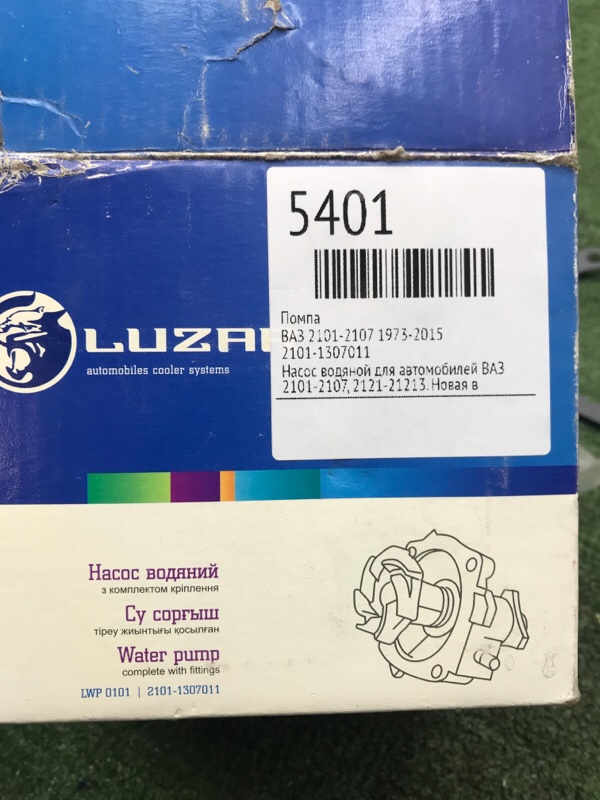 5401
Помпа
ВАЗ 2101-2107 1973-2015
2101-1307011
Насос водяной для автомобилей ВАЗ
2101-2107, 2121-21213. Новая в
LUZA
automobiles cooler systems
Насос водяний
з комплектом кріплення
Су сорғыш
тіреу жиынтығы қосылған
Water pump
complete with fittings
LWP 0101 | 2101-1307011